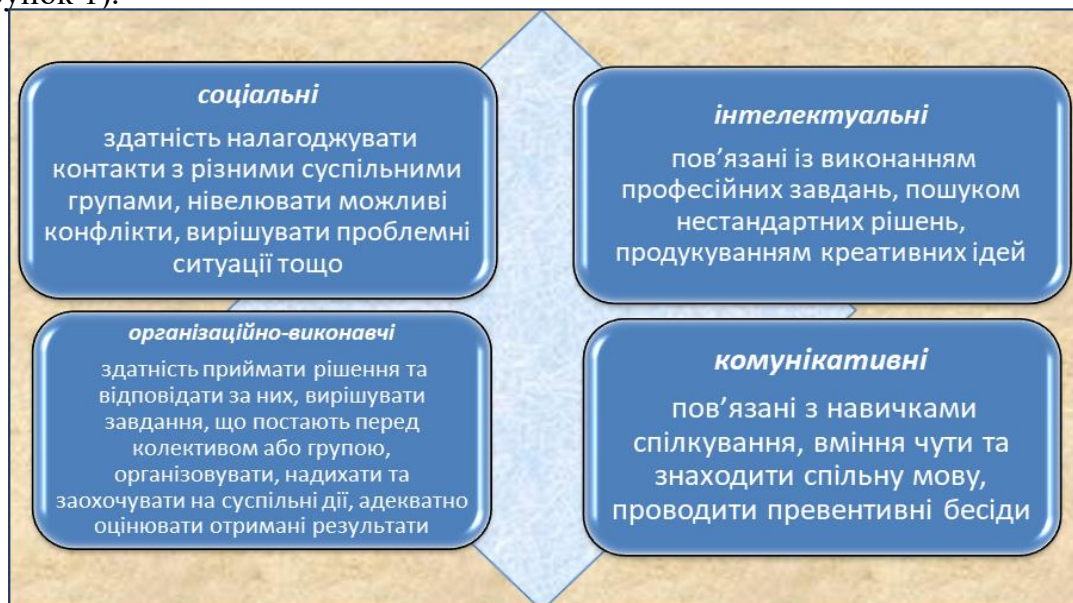 соціальні
здатність налагоджувати
контакти з різними суспільними
групами, нівелювати можливі
конфлікти, вирішувати проблемні
ситуації тощо
інтелектуальні
пов’язані із виконанням
професійних завдань, пошуком
нестандартних рішень,
продукуванням креативних ідей
організаційно-виконавчі
здатність приймати рішення та
відповідати за них, вирішувати
завдання, що постають перед
колективом або групою,
організовувати, надихати та
заохочувати на суспільні дії, адекватно
оцінювати отримані результати
комунікативні
пов’язані з навичками
спілкування, вміння чути та
знаходити спільну мову,
проводити превентивні бесіди